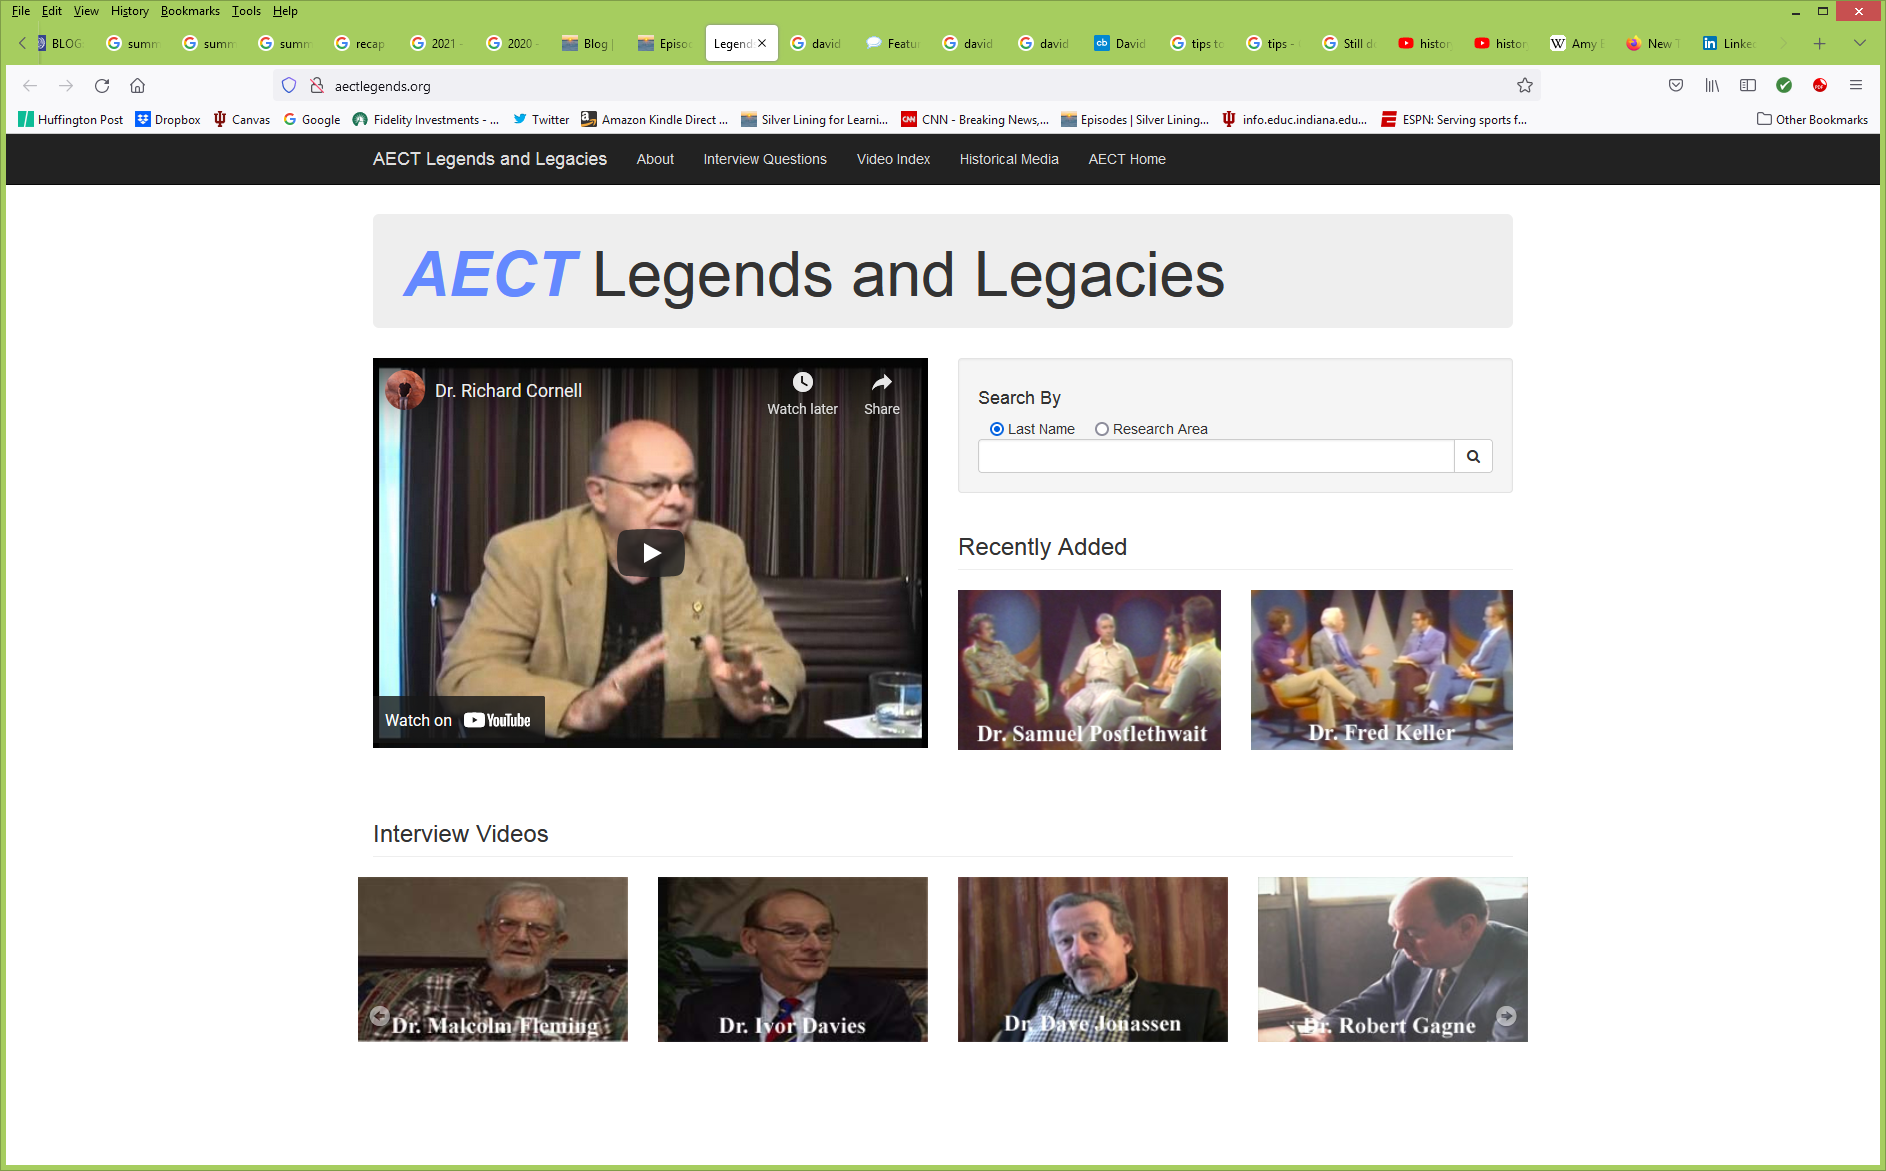 File Edit View History Bookmarks Tools Help
BLOG summ summ summ recap 2021 - 2020 - Blog | Episo Legend david Featu david david David tips to tips - Still d histor histor Amy New T Linked
aectlegends.org
Huffington Post Dropbox Canvas Google Fidelity Investments - ... Twitter Amazon Kindle Direct ... Silver Lining for Learni... CNN - Breaking News,... Episodes | Silver Lining... info.educ.indiana.edu... ESPN: Serving sports f... Other Bookmarks
AECT Legends and Legacies About Interview Questions Video Index Historical Media AECT Home
AECT Legends and Legacies
Dr. Richard Cornell
Watch later Share
Watch on YouTube
Search By
Last Name Research Area
Recently Added
Dr. Samuel Postlethwait
Dr. Fred Keller
Interview Videos
Dr. Malcolm Fleming
Dr. Ivor Davies
Dr. Dave Jonassen
Dr. Robert Gagne